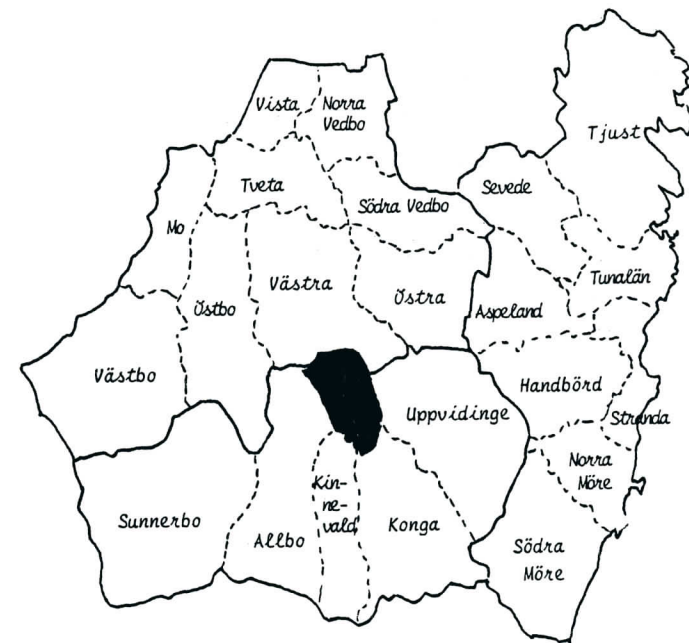 Vista
Norra
Vedbo
Tjust
Tveta
Sevede
Södra Vedbo
Mo
Västra
Östbo
Östra
Tunalän
Aspeland
Västbo
Handbörd
Uppvidinge
Stranda
Norra
Möre
Kin-
ne-
vald
Sunnerbo
Allbo
Konga
Södra
Möre